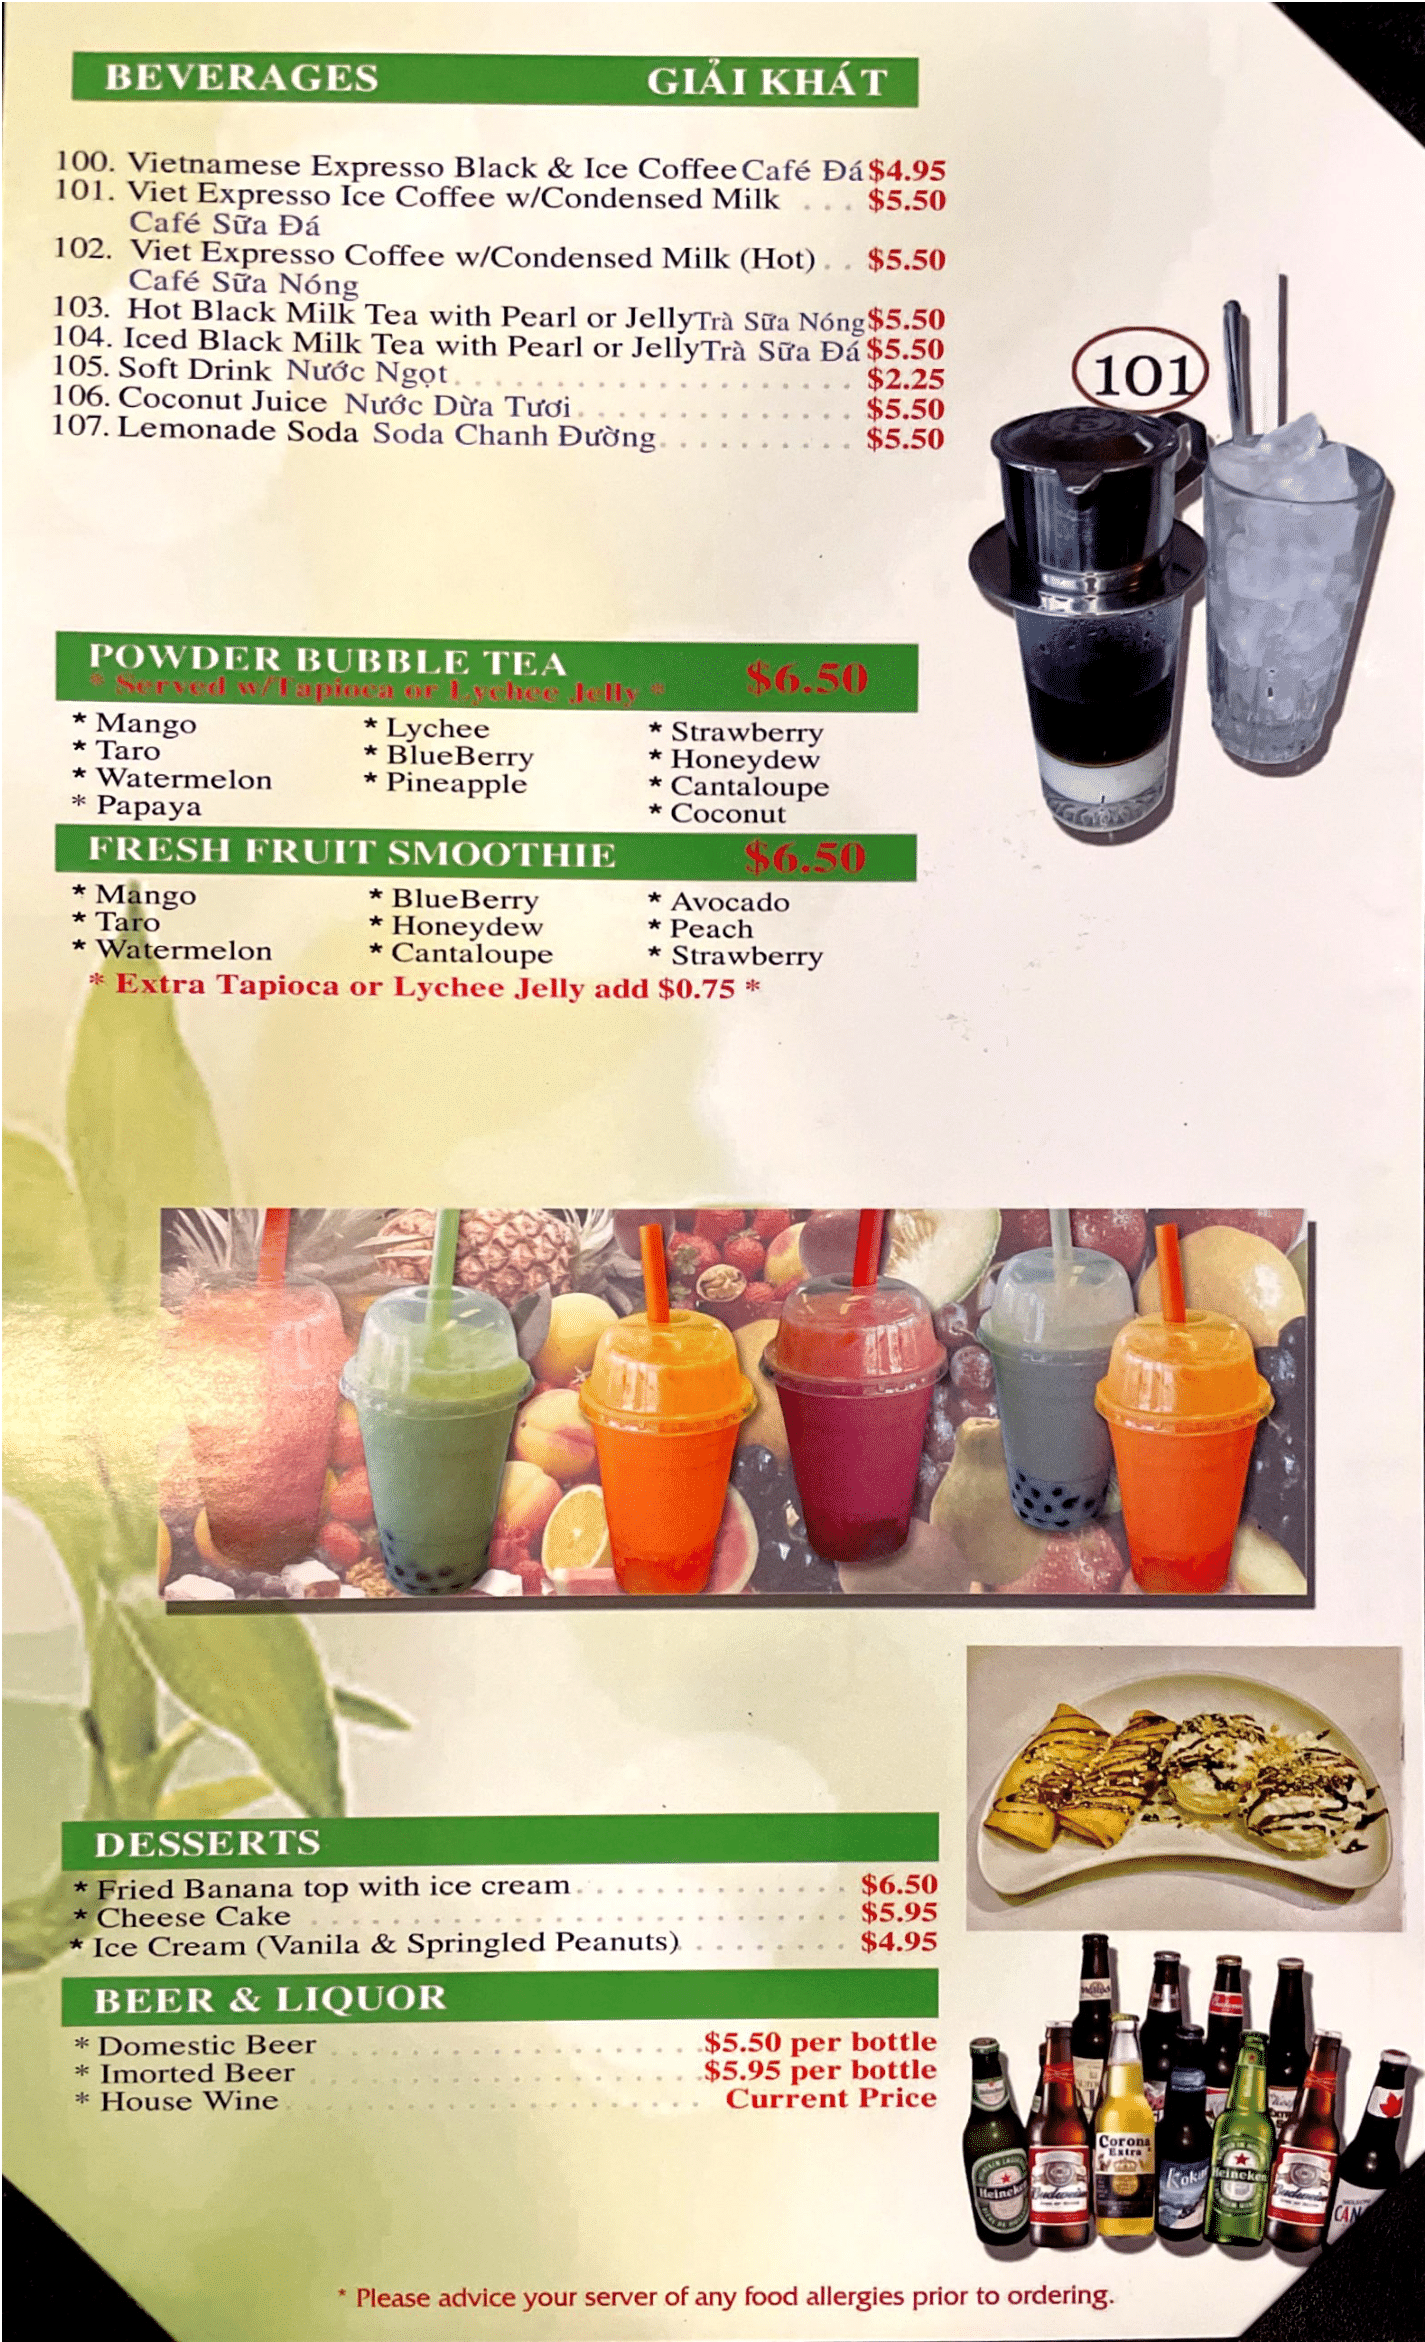 BEVERAGES GIẢI KHÁT
100. Vietnamese Expresso Black & Ice Coffee Café Đá $4.95
101. Viet Expresso Ice Coffee w/Condensed Milk . . . $5.50
Café Sữa Đá
102. Viet Expresso Coffee w/Condensed Milk (Hot) . . $5.50
Café Sữa Nóng
103. Hot Black Milk Tea with Pearl or Jelly Trà Sữa Nóng $5.50
104. Iced Black Milk Tea with Pearl or Jelly Trà Sữa Đá $5.50
105. Soft Drink Nước Ngọt . . . . . . . . . . . . . . . . . . . $2.25
106. Coconut Juice Nước Dừa Tươi . . . . . . . . . . . . . $5.50
107. Lemonade Soda Soda Chanh Đường . . . . . . . . . $5.50
101
POWDER BUBBLE TEA $6.50
* Served w/Tapioca or Lychee Jelly *
* Mango * Lychee * Strawberry
* Taro * BlueBerry * Honeydew
* Watermelon * Pineapple * Cantaloupe
* Papaya * Coconut
FRESH FRUIT SMOOTHIE $6.50
* Mango * BlueBerry * Avocado
* Taro * Honeydew * Peach
* Watermelon * Cantaloupe * Strawberry
* Extra Tapioca or Lychee Jelly add $0.75 *
DESSERTS
* Fried Banana top with ice cream . . . . . . . . . . . . . . $6.50
* Cheese Cake . . . . . . . . . . . . . . . . . . . . . . . . . $5.95
* Ice Cream (Vanila & Springled Peanuts) . . . . . . . . . $4.95
BEER & LIQUOR
* Domestic Beer . . . . . . . . . . . . . . . . . . $5.50 per bottle
* Imorted Beer . . . . . . . . . . . . . . . . . . . $5.95 per bottle
* House Wine . . . . . . . . . . . . . . . . . . . . Current Price
Corona
Extra
Heineken
Budweiser
Heineken
Budweiser
* Please advice your server of any food allergies prior to ordering.